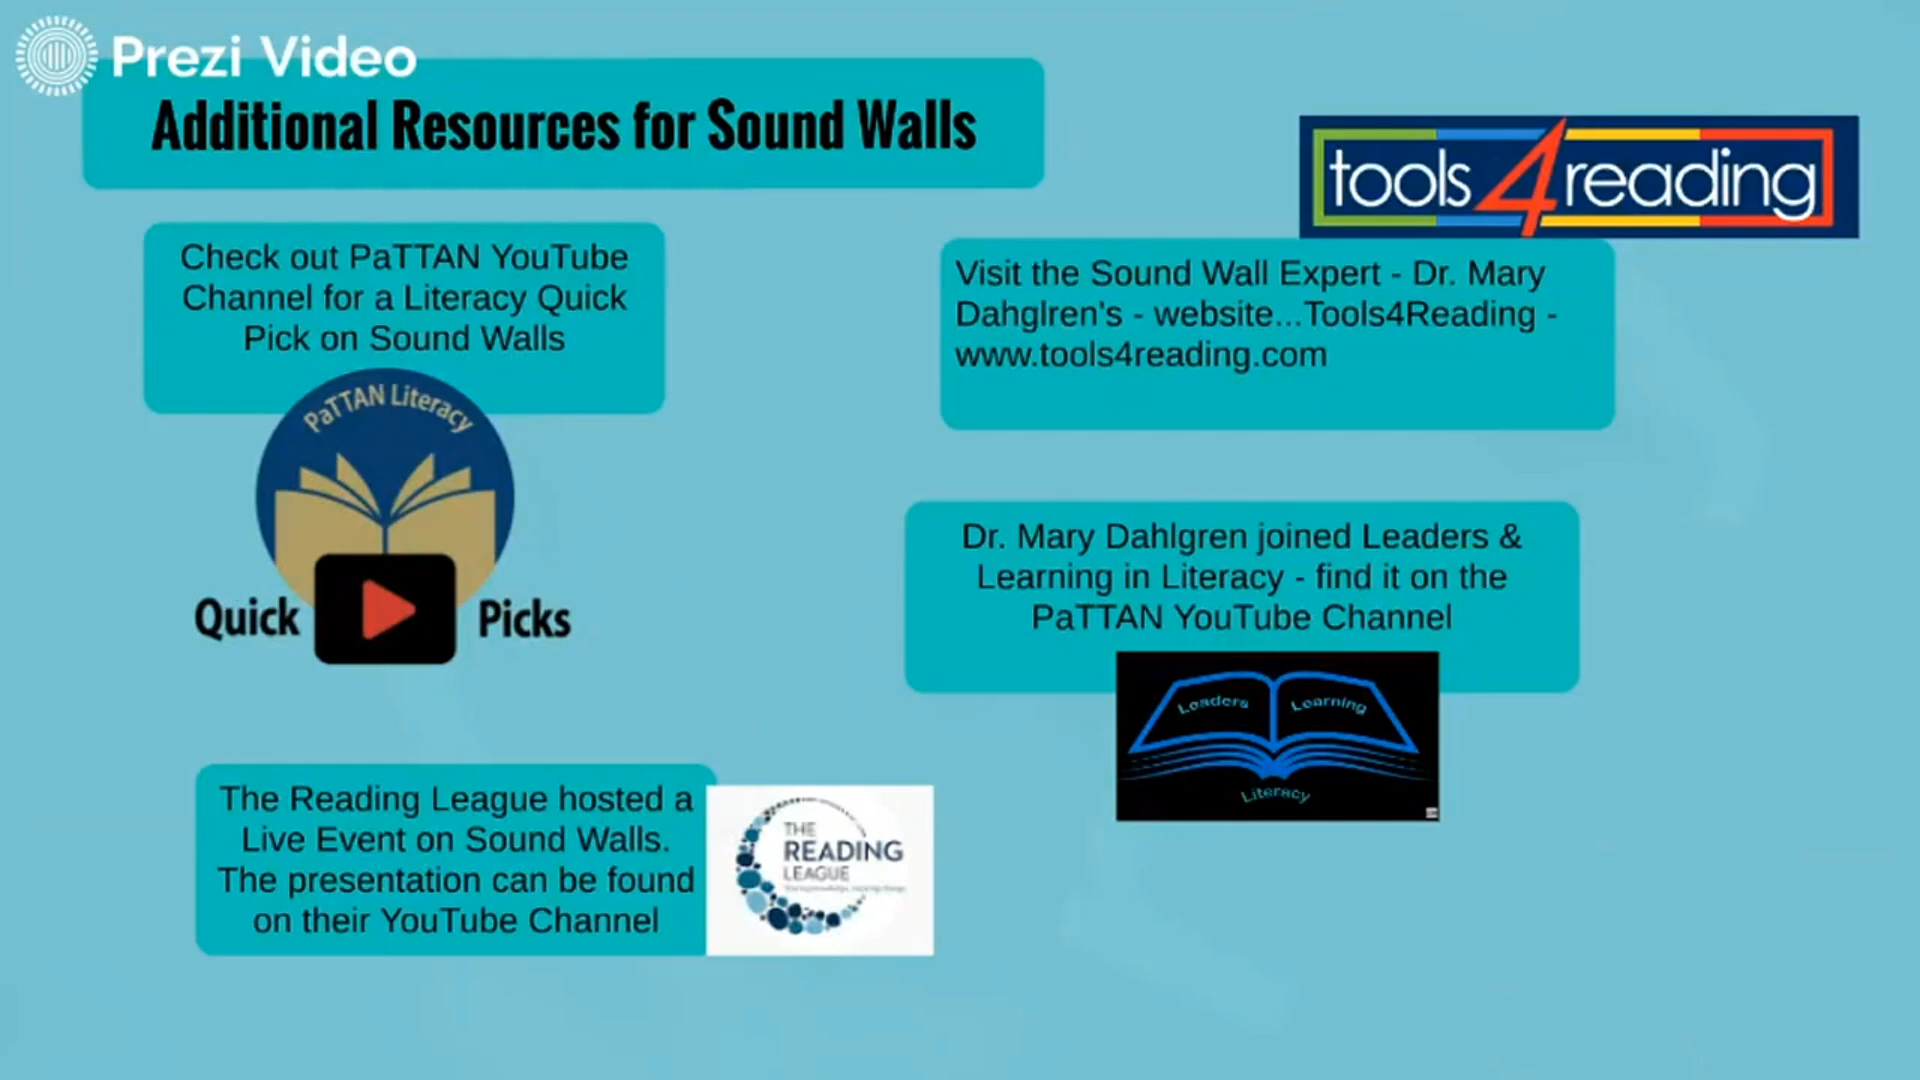 Prezi Video
Additional Resources for Sound Walls
tools4reading
Check out PaTTAN YouTube
Channel for a Literacy Quick
Pick on Sound Walls
PaTTAN Literacy
Quick Picks
Visit the Sound Wall Expert - Dr. Mary
Dahglren's - website...Tools4Reading -
www.tools4reading.com
Dr. Mary Dahlgren joined Leaders &
Learning in Literacy - find it on the
PaTTAN YouTube Channel
Leaders Learning
Literacy
The Reading League hosted a
Live Event on Sound Walls.
The presentation can be found
on their YouTube Channel
THE
READING
LEAGUE